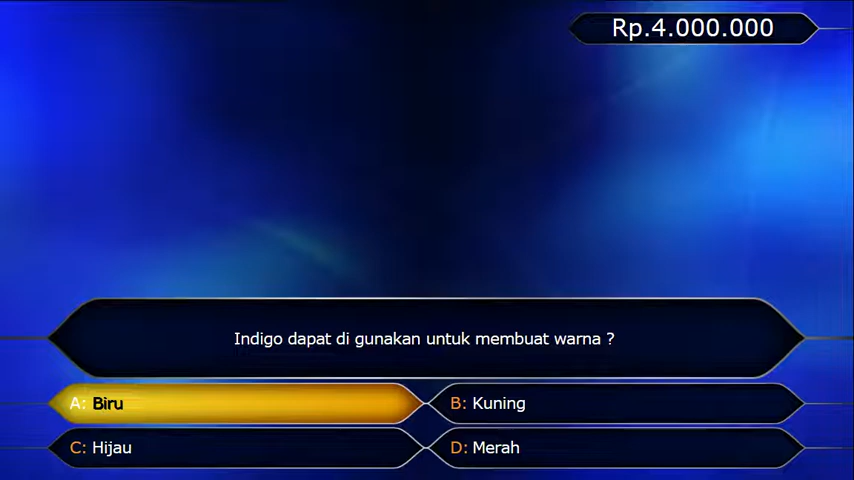 Rp.4.000.000
Indigo dapat di gunakan untuk membuat warna ?
A: Biru
B: Kuning
C: Hijau
D: Merah